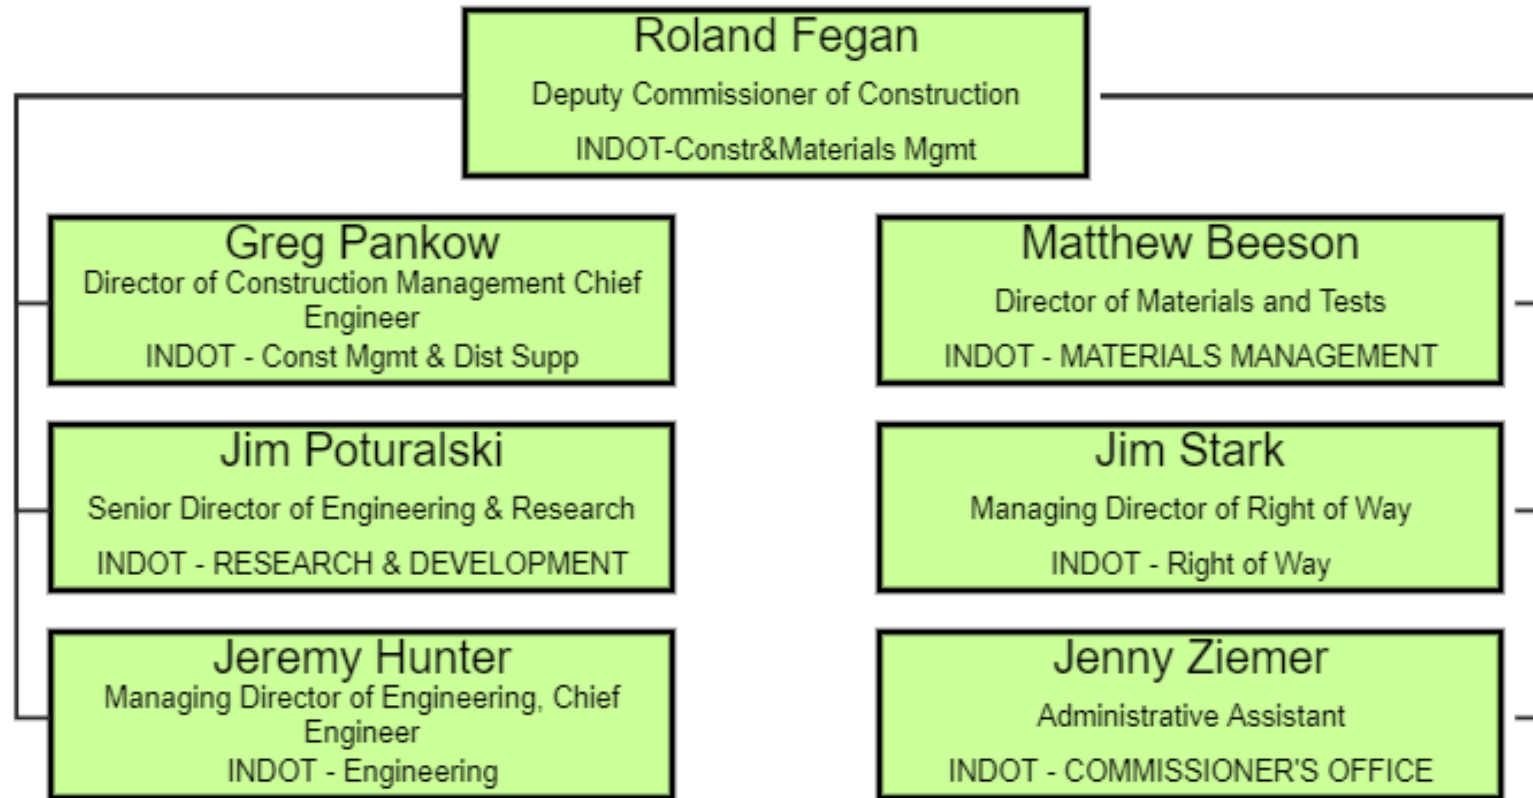 Roland Fegan
Deputy Commissioner of Construction
INDOT-Constr&Materials Mgmt
Greg Pankow
Director of Construction Management Chief
Engineer
INDOT - Const Mgmt & Dist Supp
Matthew Beeson
Director of Materials and Tests
INDOT - MATERIALS MANAGEMENT
Jim Poturalski
Senior Director of Engineering & Research
INDOT - RESEARCH & DEVELOPMENT
Jim Stark
Managing Director of Right of Way
INDOT - Right of Way
Jeremy Hunter
Managing Director of Engineering, Chief
Engineer
INDOT - Engineering
Jenny Ziemer
Administrative Assistant
INDOT - COMMISSIONER'S OFFICE